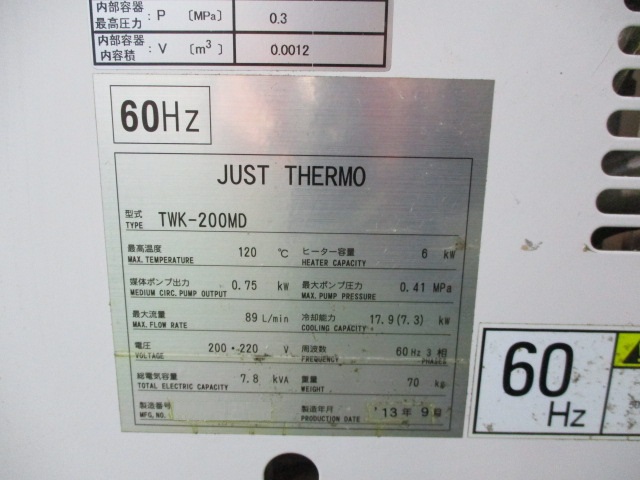 内部容器 : P 〔MPa〕 0.3
最高圧力
内部容器 : V 〔m³〕 0.0012
内容積
60Hz
JUST THERMO
型式 TWK-200MD
TYPE
最高温度 120 ℃ ヒーター容量 6 kW
MAX. TEMPERATURE HEATER CAPACITY
媒体ポンプ出力 0.75 kW 最大ポンプ圧力 0.41 MPa
MEDIUM CIRC. PUMP OUTPUT MAX. PUMP PRESSURE
最大流量 89 L/min 冷却能力 17.9(7.3) kW
MAX. FLOW RATE COOLING CAPACITY
電圧 200・220 V 周波数 60Hz 3 相
VOLTAGE FREQUENCY PHASES
総電気容量 7.8 kVA 重量 70 kg
TOTAL ELECTRIC CAPACITY WEIGHT
製造番号 製造年月 '13 年 9 月
MFG. NO. PRODUCTION DATE
60
Hz